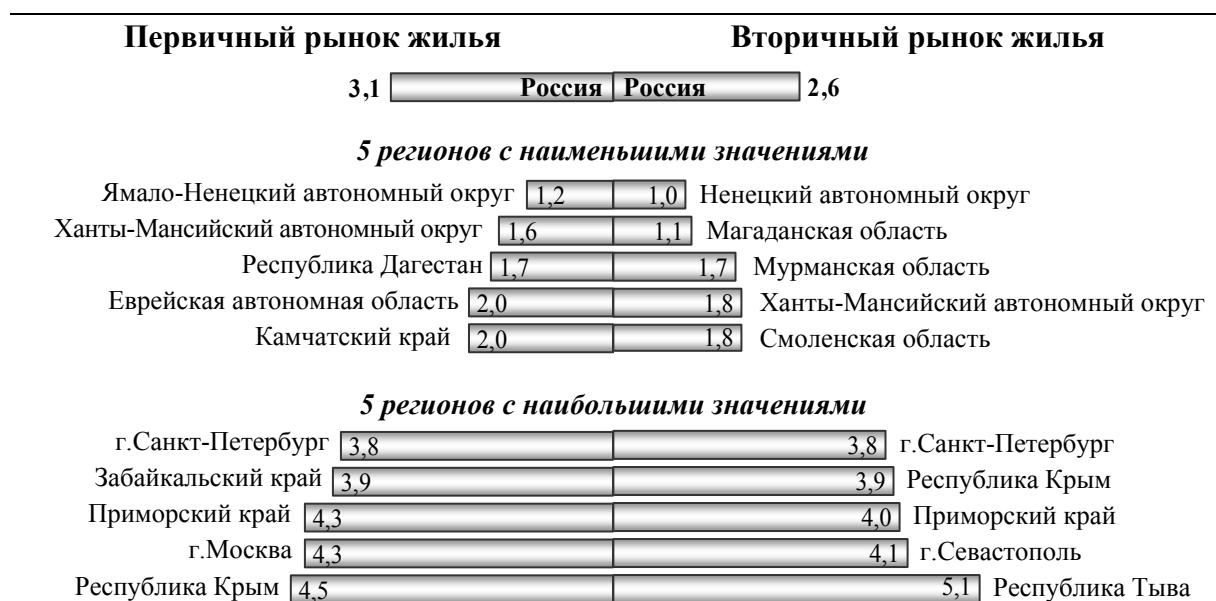 Первичный рынок жилья Вторичный рынок жилья
3,1 Россия Россия 2,6
5 регионов с наименьшими значениями
Ямало-Ненецкий автономный округ 1,2 1,0 Ненецкий автономный округ
Ханты-Мансийский автономный округ 1,6 1,1 Магаданская область
Республика Дагестан 1,7 1,7 Мурманская область
Еврейская автономная область 2,0 1,8 Ханты-Мансийский автономный округ
Камчатский край 2,0 1,8 Смоленская область
5 регионов с наибольшими значениями
г.Санкт-Петербург 3,8 3,8 г.Санкт-Петербург
Забайкальский край 3,9 3,9 Республика Крым
Приморский край 4,3 4,0 Приморский край
г.Москва 4,3 4,1 г.Севастополь
Республика Крым 4,5 5,1 Республика Тыва